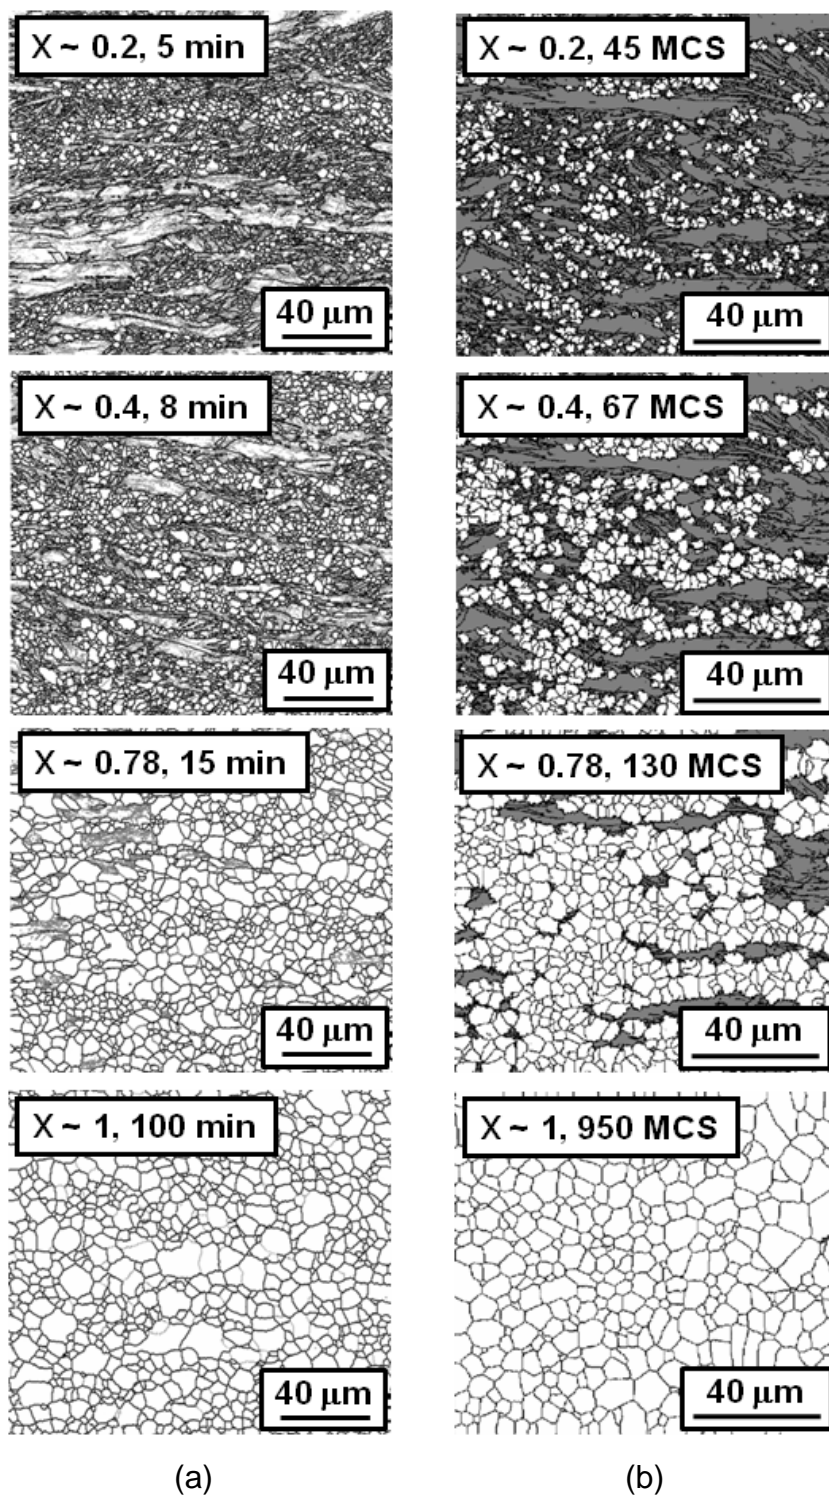 X ~ 0.2, 5 min
X ~ 0.2, 45 MCS
40 µm
40 µm
X ~ 0.4, 8 min
X ~ 0.4, 67 MCS
40 µm
40 µm
X ~ 0.78, 15 min
X ~ 0.78, 130 MCS
40 µm
40 µm
X ~ 1, 100 min
X ~ 1, 950 MCS
40 µm
40 µm
(a)
(b)